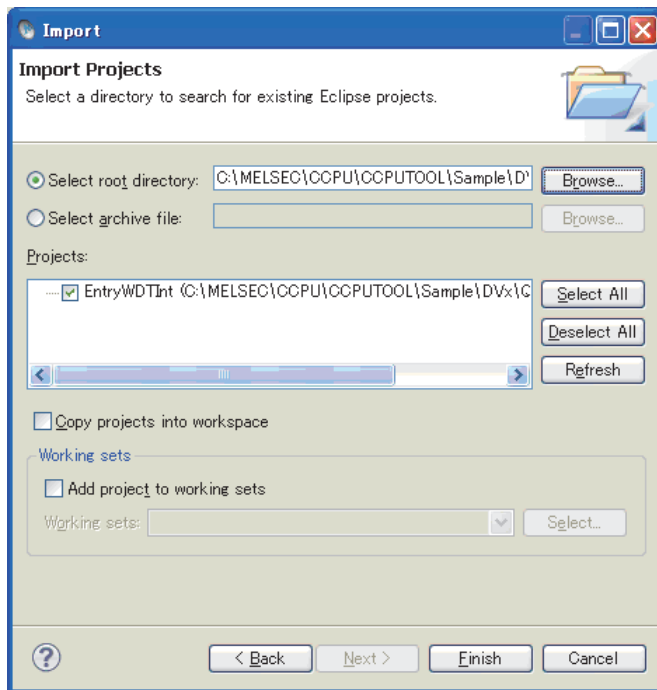 Import
Import Projects
Select a directory to search for existing Eclipse projects.
Select root directory: C:\MELSEC\CCPU\CCPUTOOL\Sample\D Browse...
Select archive file: Browse...
Projects:
EntryWDTInt (C:\MELSEC\CCPU\CCPUTOOL\Sample\DVx\ Select All
Deselect All
Refresh
Copy projects into workspace
Working sets
Add project to working sets
Working sets: Select...
? < Back Next > Finish Cancel